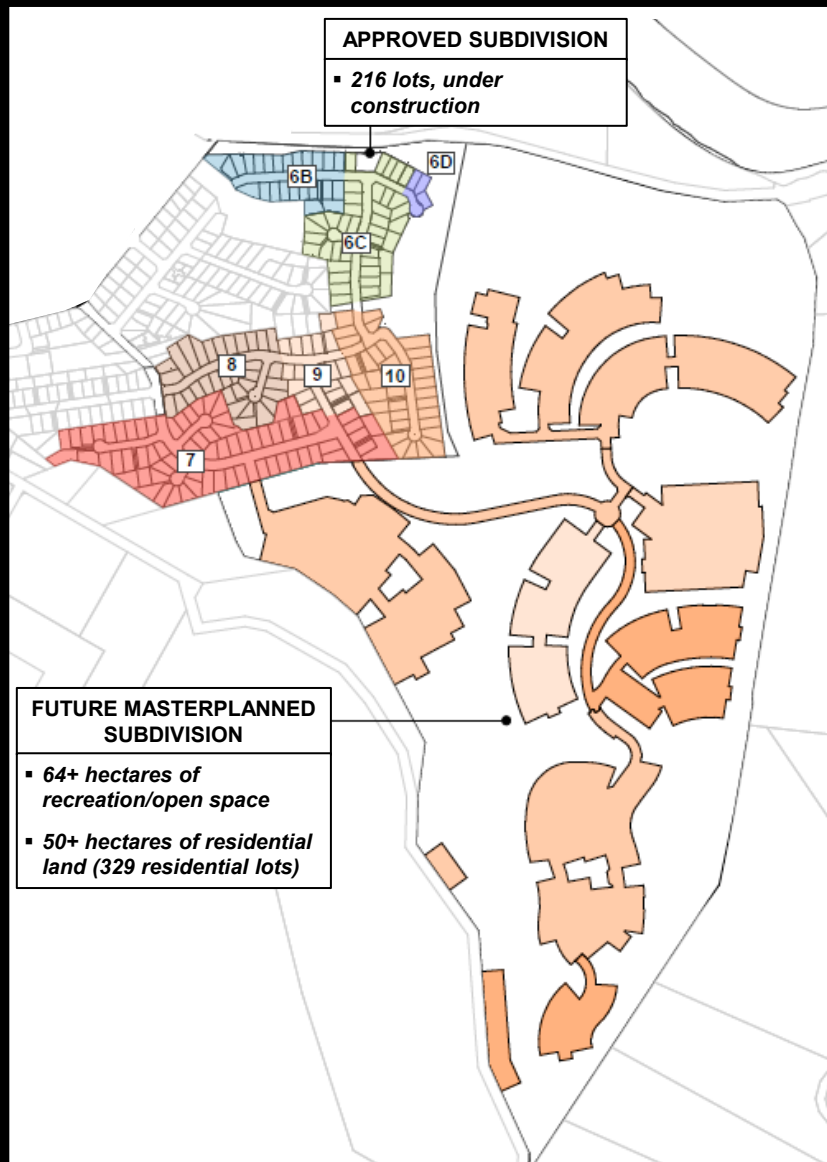 APPROVED SUBDIVISION
▪ 216 lots, under
construction
6B
6D
6C
8
9
10
7
FUTURE MASTERPLANNED
SUBDIVISION
▪ 64+ hectares of
recreation/open space
▪ 50+ hectares of residential
land (329 residential lots)